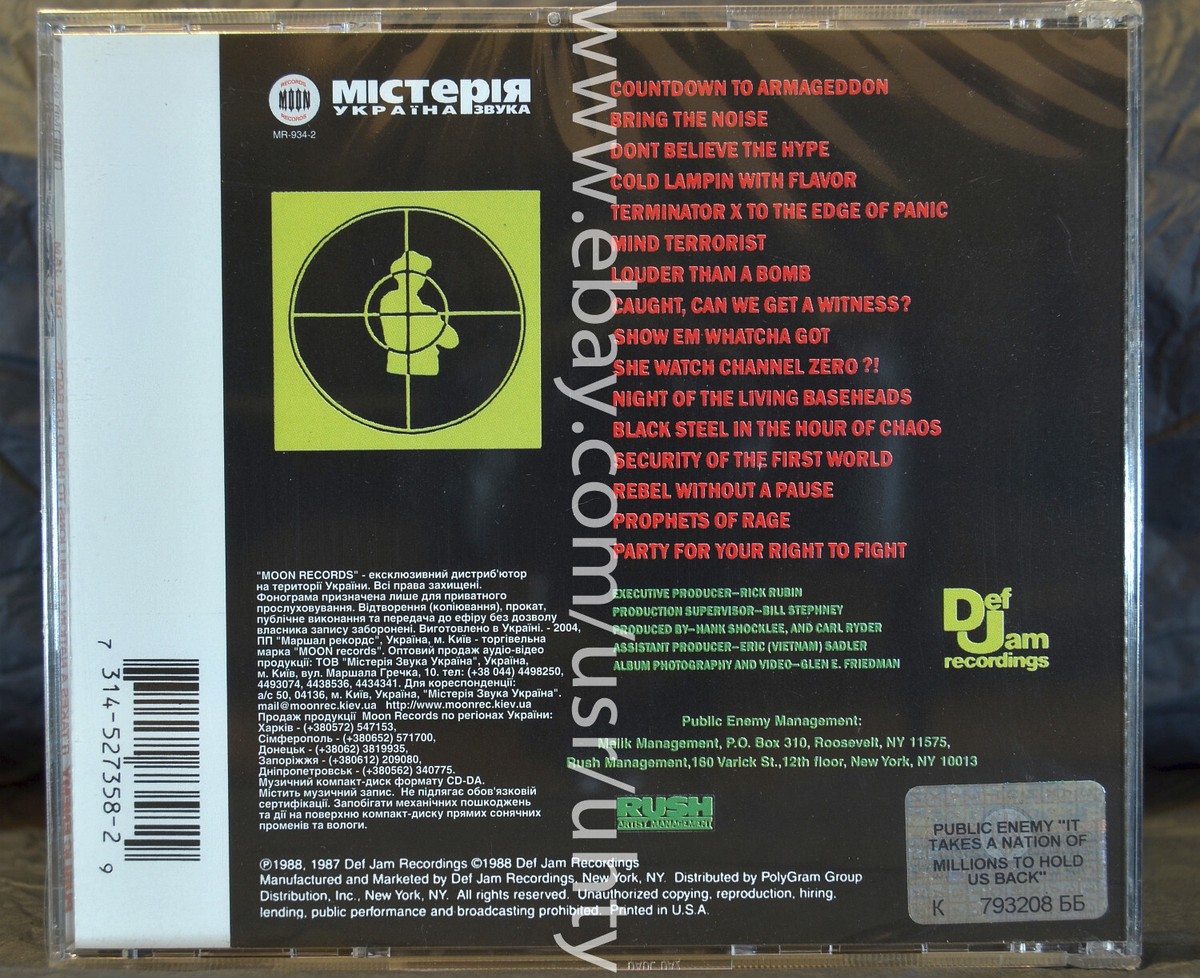 RECORDS
MOON
RECORDS
містерія
УКРАЇНА ЗВУКА
MR-934-2
COUNTDOWN TO ARMAGEDDON
BRING THE NOISE
DONT BELIEVE THE HYPE
COLD LAMPIN WITH FLAVOR
TERMINATOR X TO THE EDGE OF PANIC
MIND TERRORIST
LOUDER THAN A BOMB
CAUGHT, CAN WE GET A WITNESS?
SHOW EM WHATCHA GOT
SHE WATCH CHANNEL ZERO?!
NIGHT OF THE LIVING BASEHEADS
BLACK STEEL IN THE HOUR OF CHAOS
SECURITY OF THE FIRST WORLD
REBEL WITHOUT A PAUSE
PROPHETS OF RAGE
PARTY FOR YOUR RIGHT TO FIGHT
"MOON RECORDS" - ексклюзивний дистриб'ютор
на території України. Всі права захищені.
Фонограма призначена лише для приватного
прослуховування. Відтворення (копіювання), прокат,
публічне виконання та передача до ефіру без дозволу
власника запису заборонені. Виготовлено в Україні. - 2004,
ПП "Маршал рекордс", Україна, м. Київ - торгівельна
марка "MOON records". Оптовий продаж аудіо-відео
продукції: ТОВ "Містерія Звука Україна", Україна,
м. Київ, вул. Маршала Гречка, 10. тел: (+38 044) 4498250,
4493074, 4438536, 4434341. Для кореспонденції:
а/с 50, 04136, м. Київ, Україна, "Містерія Звука Україна".
mail@moonrec.kiev.ua http://www.moonrec.kiev.ua
Продаж продукції Moon Records по регіонах України:
Харків - (+380572) 547153,
Сімферополь - (+380652) 571700,
Донецьк - (+38062) 3819935,
Запоріжжя - (+380612) 209080,
Дніпропетровськ - (+380562) 340775.
Музичний компакт-диск формату CD-DA.
Містить музичний запис. Не підлягає обов'язковій
сертифікації. Запобігати механічних пошкоджень
та дії на поверхню компакт-диску прямих сонячних
променів та вологи.
EXECUTIVE PRODUCER—RICK RUBIN
PRODUCTION SUPERVISOR—BILL STEPHNEY
PRODUCED BY—HANK SHOCKLEE, AND CARL RYDER
ASSISTANT PRODUCER—ERIC (VIETNAM) SADLER
ALBUM PHOTOGRAPHY AND VIDEO—GLEN E. FRIEDMAN
Def
Jam
recordings
Public Enemy Management:
Malik Management, P.O. Box 310, Roosevelt, NY 11575,
Rush Management,160 Varick St.,12th floor, New York, NY 10013
RUSH
ARTIST MANAGEMENT
℗1988, 1987 Def Jam Recordings ©1988 Def Jam Recordings
Manufactured and Marketed by Def Jam Recordings, New York, NY. Distributed by PolyGram Group
Distribution, Inc., New York, NY. All rights reserved. Unauthorized copying, reproduction, hiring,
lending, public performance and broadcasting prohibited. Printed in U.S.A.
PUBLIC ENEMY "IT
TAKES A NATION OF
MILLIONS TO HOLD
US BACK"
К 793208 ББ
7 314-527358-2 9
www.ebay.com/usr/unty